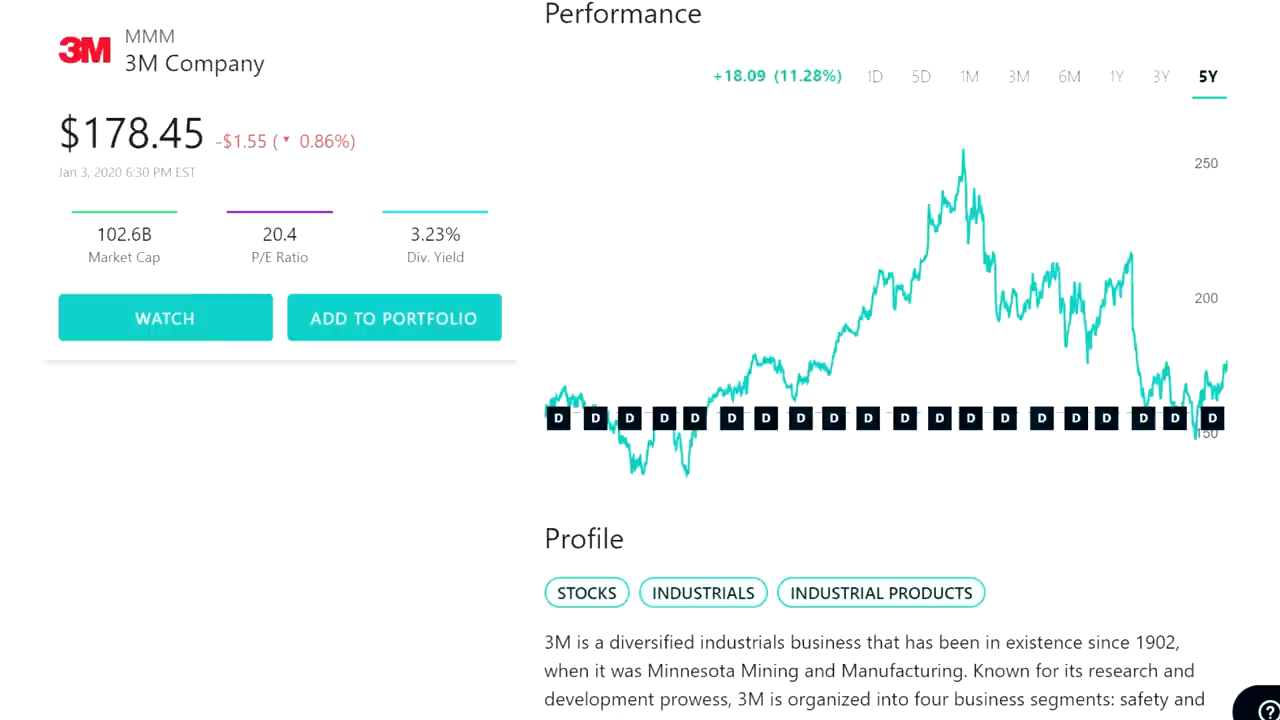 3M
MMM
3M Company
$178.45 -$1.55 (▼ 0.86%)
Jan 3, 2020 6:30 PM EST
102.6B
Market Cap
20.4
P/E Ratio
3.23%
Div. Yield
WATCH
ADD TO PORTFOLIO
Performance
+18.09 (11.28%) 1D 5D 1M 3M 6M 1Y 3Y 5Y
250
200
D D D D D D D D D D D D D D D D D D D D
150
Profile
STOCKS INDUSTRIALS INDUSTRIAL PRODUCTS
3M is a diversified industrials business that has been in existence since 1902,
when it was Minnesota Mining and Manufacturing. Known for its research and
development prowess, 3M is organized into four business segments: safety and
?